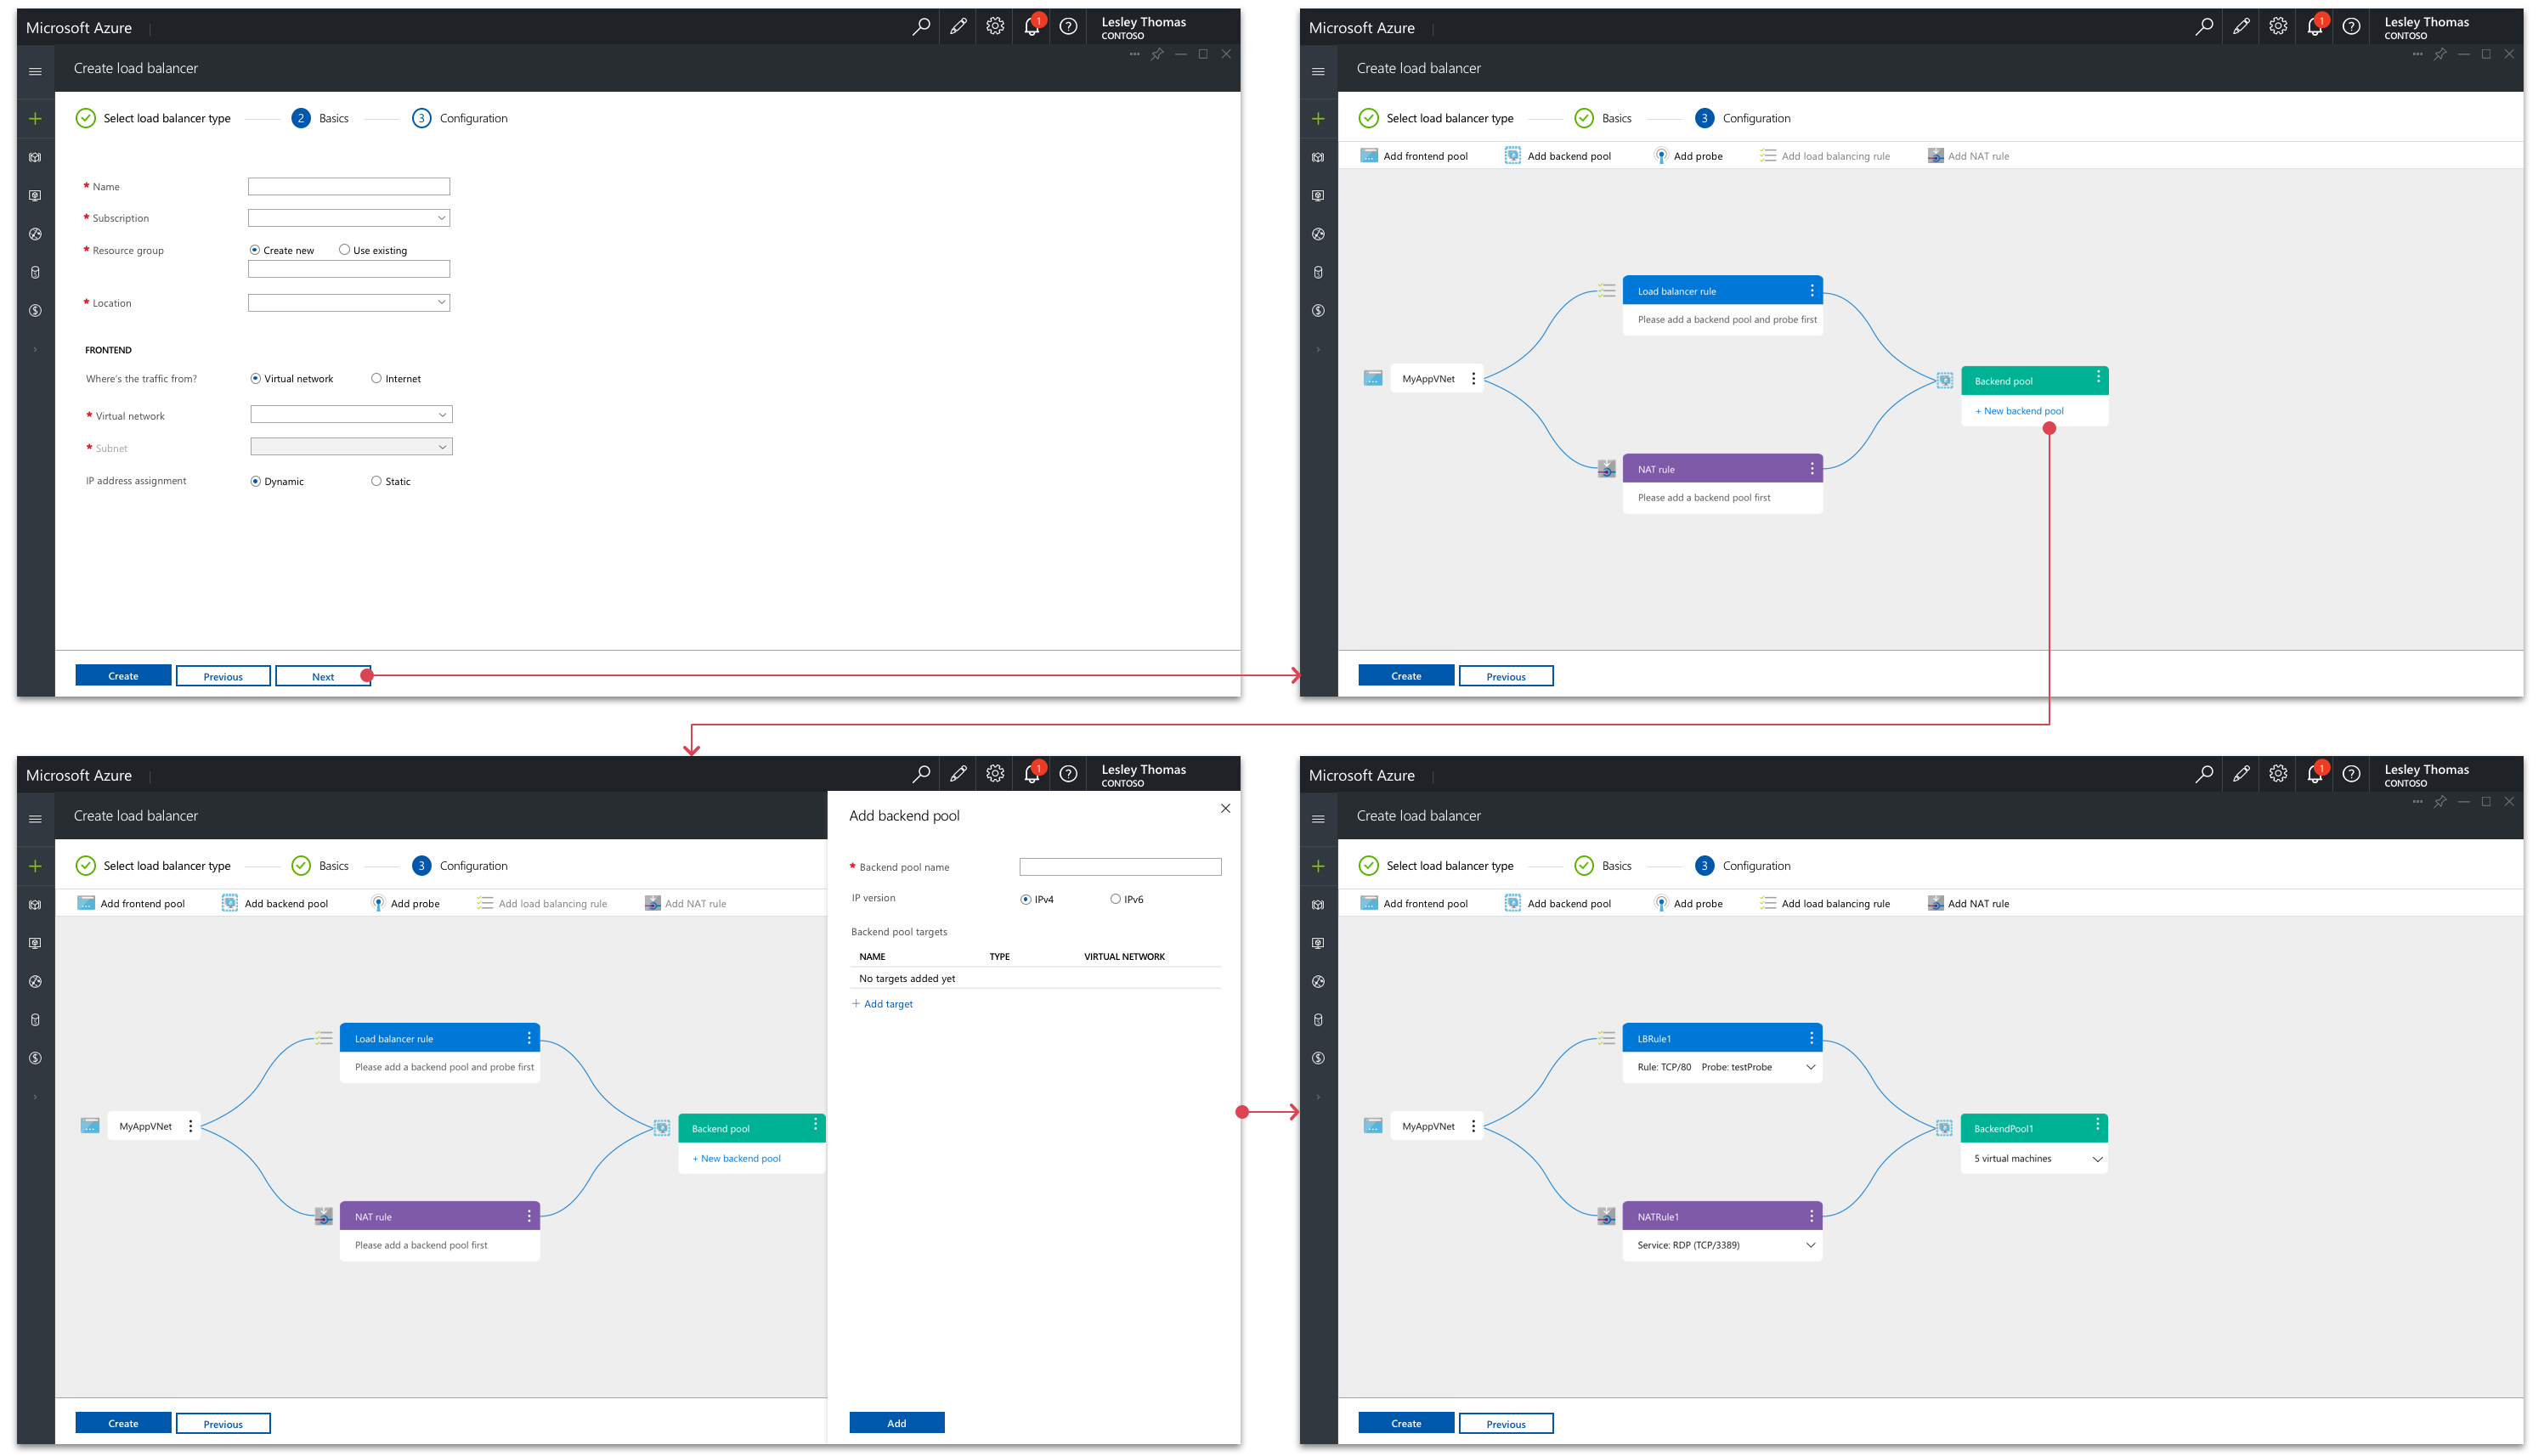 Microsoft Azure
1
Lesley Thomas
CONTOSO
Create load balancer
Select load balancer type
2 Basics
3 Configuration
* Name
* Subscription
* Resource group
Create new
Use existing
* Location
FRONTEND
Where's the traffic from?
Virtual network
Internet
* Virtual network
* Subnet
IP address assignment
Dynamic
Static
Create
Previous
Next
Microsoft Azure
1
Lesley Thomas
CONTOSO
Create load balancer
Select load balancer type
Basics
3 Configuration
Add frontend pool
Add backend pool
Add probe
Add load balancing rule
Add NAT rule
Load balancer rule
Please add a backend pool and probe first
MyAppVNet
Backend pool
+ New backend pool
NAT rule
Please add a backend pool first
Create
Previous
Microsoft Azure
1
Lesley Thomas
CONTOSO
Create load balancer
Select load balancer type
Basics
3 Configuration
Add frontend pool
Add backend pool
Add probe
Add load balancing rule
Add NAT rule
Load balancer rule
Please add a backend pool and probe first
MyAppVNet
Backend pool
+ New backend pool
NAT rule
Please add a backend pool first
Create
Previous
Add backend pool
* Backend pool name
IP version
IPv4
IPv6
Backend pool targets
NAME TYPE VIRTUAL NETWORK
No targets added yet
+ Add target
Add
Microsoft Azure
1
Lesley Thomas
CONTOSO
Create load balancer
Select load balancer type
Basics
3 Configuration
Add frontend pool
Add backend pool
Add probe
Add load balancing rule
Add NAT rule
LBRule1
Rule: TCP/80 Probe: testProbe
MyAppVNet
BackendPool1
5 virtual machines
NATRule1
Service: RDP (TCP/3389)
Create
Previous